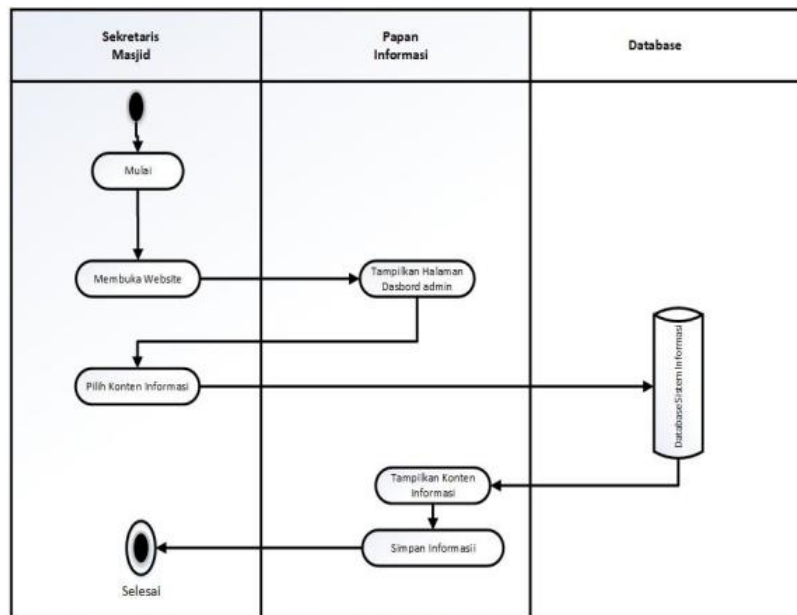 Sekretaris
Masjid
Papan
Informasi
Database
Mulai
Membuka Website
Tampilkan Halaman
Dasbord admin
Pilih Konten Informasi
Database Sistem Informasi
Tampilkan Konten
Informasi
Simpan Informasii
Selesai